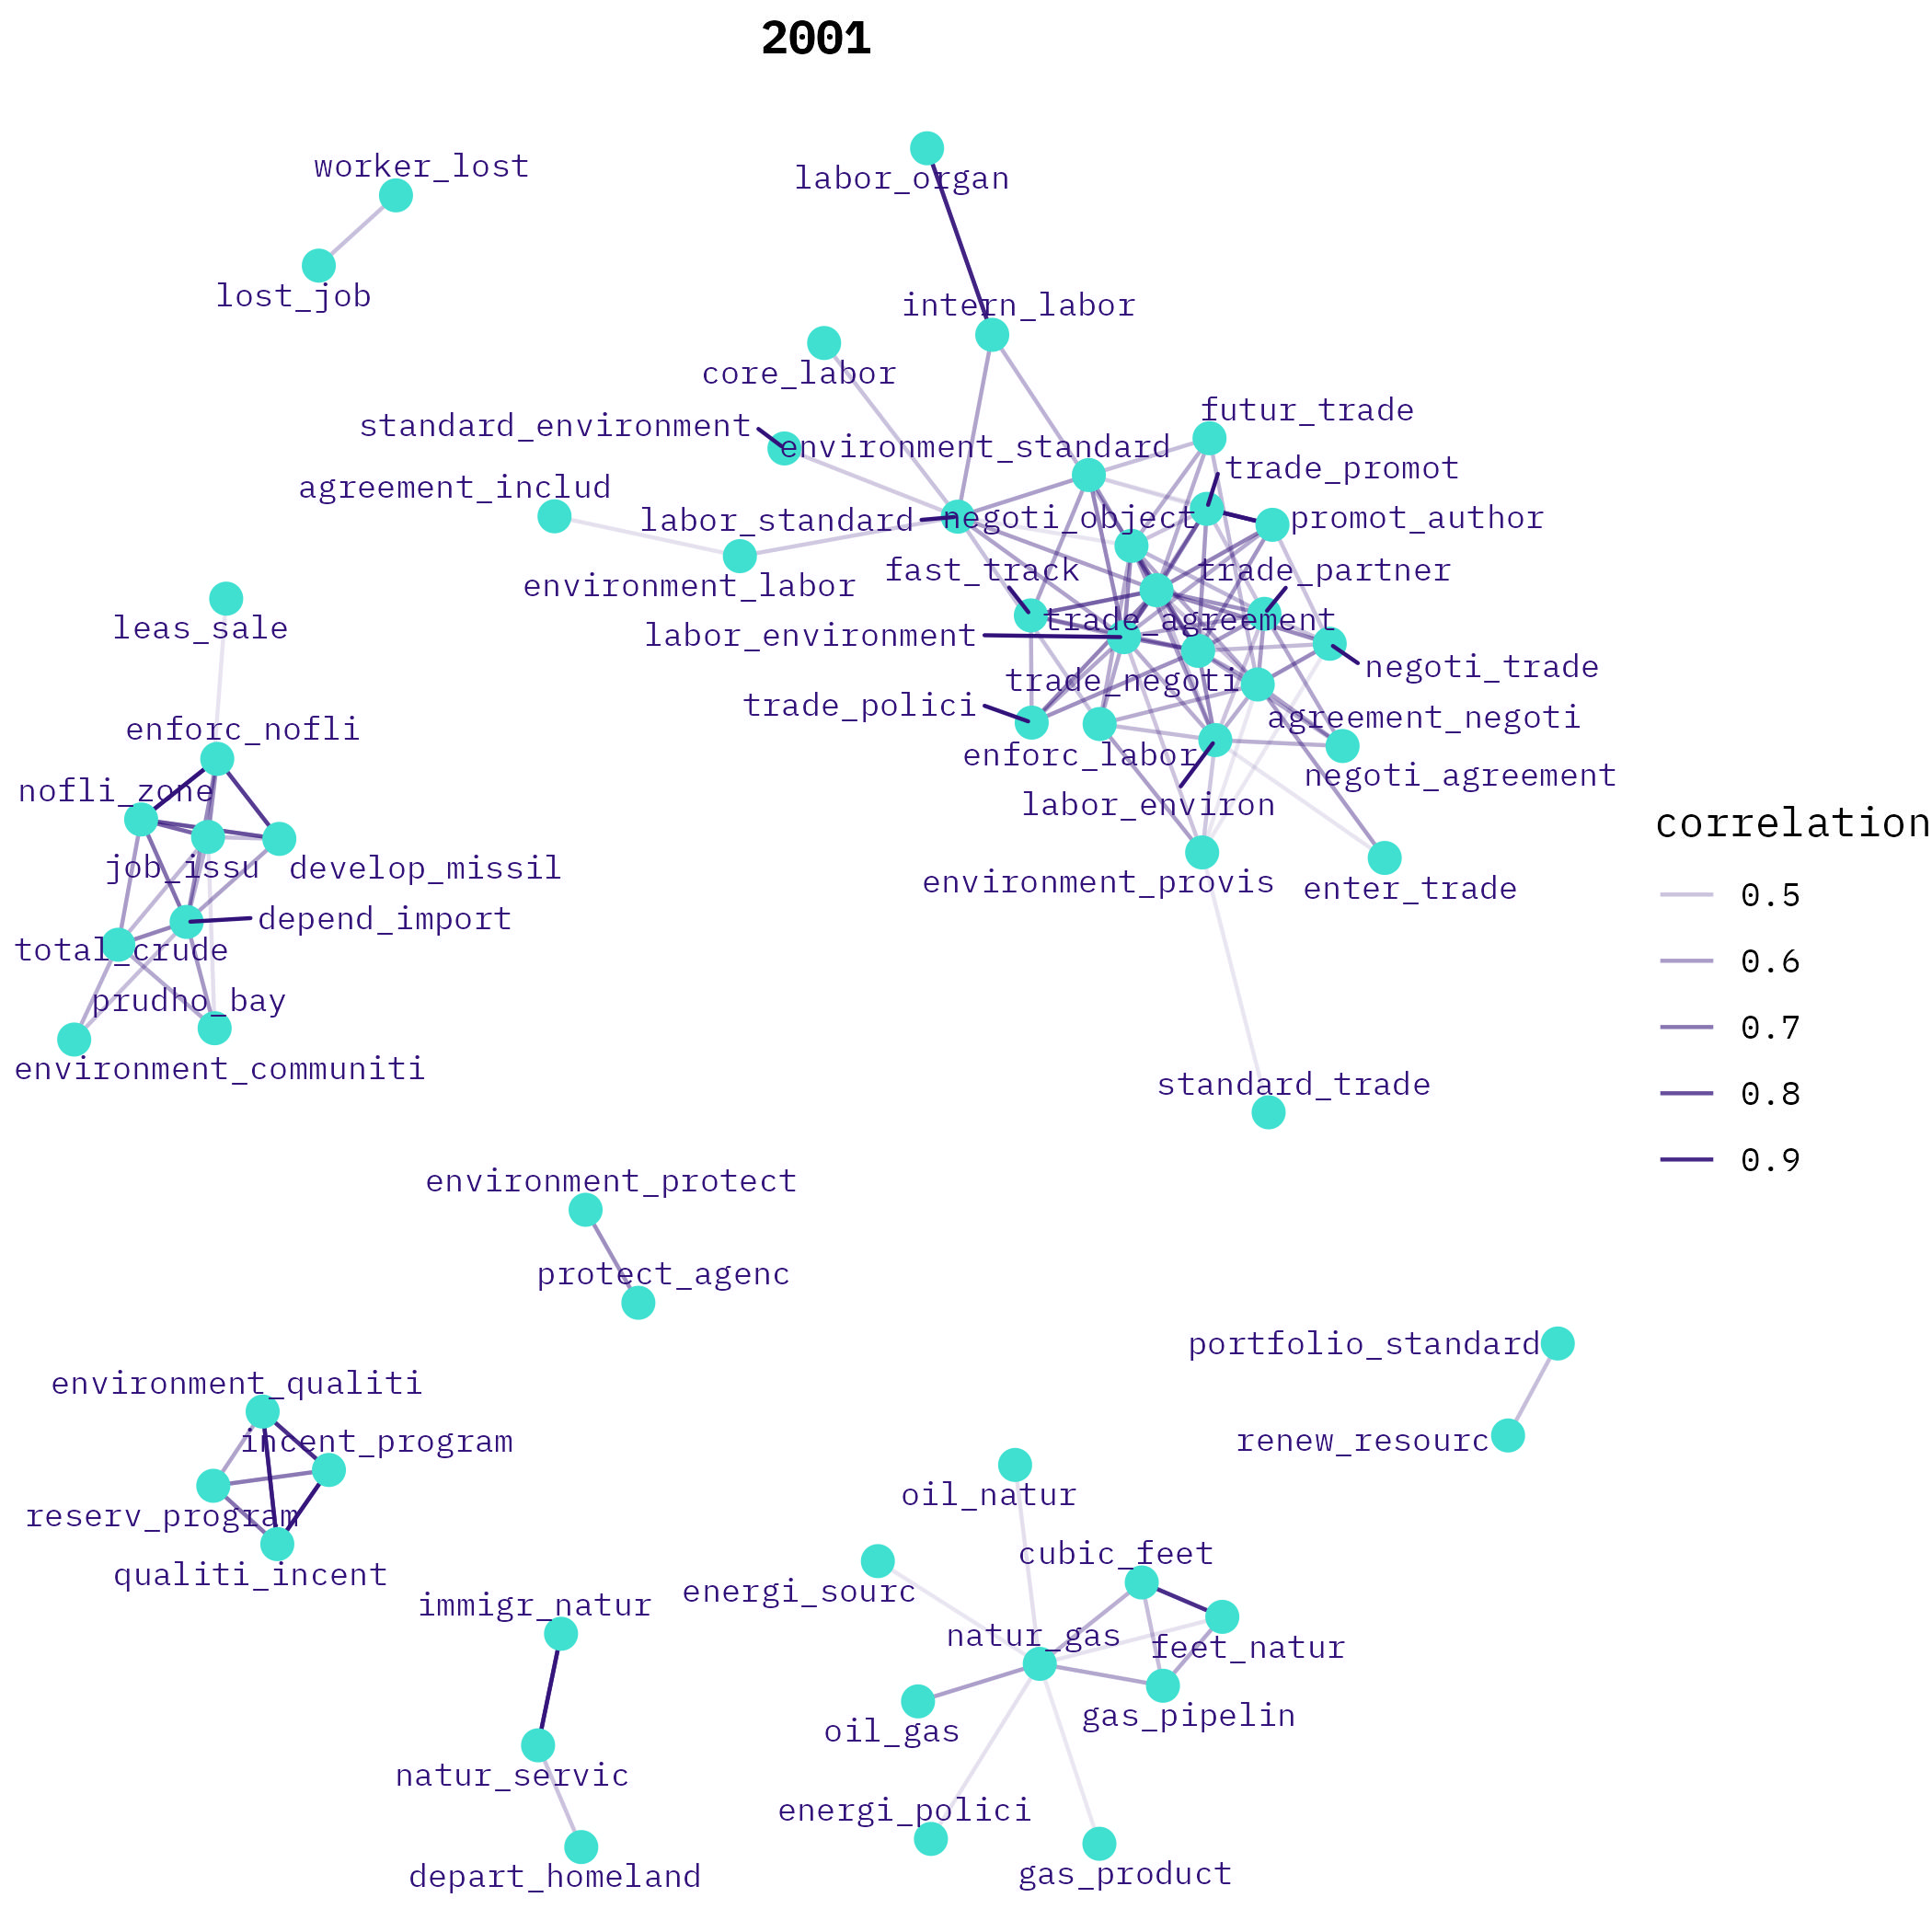 2001
worker_lost
labor_organ
lost_job
intern_labor
core_labor
futur_trade
standard_environment
environment_standard
trade_promot
agreement_includ
labor_standard
negoti_object
promot_author
fast_track
trade_partner
environment_labor
leas_sale
labor_environment
trade_agreement
negoti_trade
trade_negoti
trade_polici
agreement_negoti
enforc_nofli
enforc_labor
negoti_agreement
nofli_zone
labor_environ
correlation
job_issu
develop_missil
environment_provis
enter_trade
0.5
depend_import
total_crude
0.6
prudho_bay
0.7
environment_communiti
standard_trade
0.8
0.9
environment_protect
protect_agenc
portfolio_standard
environment_qualiti
incent_program
renew_resourc
oil_natur
reserv_program
cubic_feet
qualiti_incent
energi_sourc
immigr_natur
natur_gas
feet_natur
gas_pipelin
oil_gas
natur_servic
energi_polici
depart_homeland
gas_product